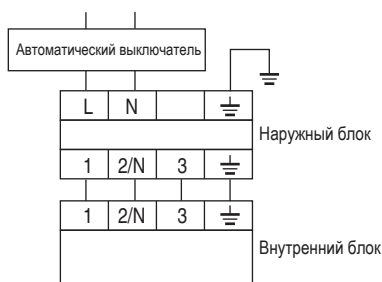 Автоматический выключатель
L N
Наружный блок
1 2/N 3
1 2/N 3
Внутренний блок